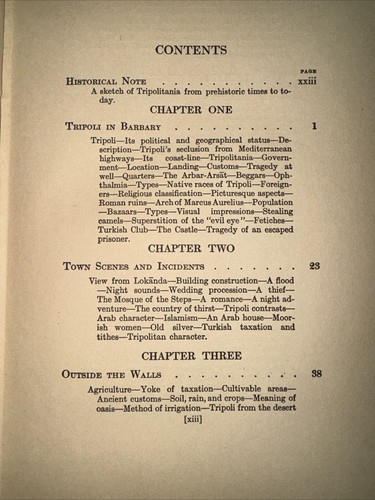 CONTENTS
PAGE
HISTORICAL NOTE . . . . . . . . . . . xxiii
A sketch of Tripolitania from prehistoric times to to-
day.
CHAPTER ONE
TRIPOLI IN BARBARY . . . . . . . . . 1
Tripoli—Its political and geographical status—De-
scription—Tripoli's seclusion from Mediterranean
highways—Its coast-line—Tripolitania—Govern-
ment—Location—Landing—Customs—Tragedy at
well—Quarters—The Arbar-Arsät—Beggars—Oph-
thalmia—Types—Native races of Tripoli—Foreign-
ers—Religious classification—Picturesque aspects—
Roman ruins—Arch of Marcus Aurelius—Population
—Bazaars—Types—Visual impressions—Stealing
camels—Superstition of the "evil eye"—Fetiches—
Turkish Club—The Castle—Tragedy of an escaped
prisoner.
CHAPTER TWO
TOWN SCENES AND INCIDENTS . . . . . . . 23
View from Lokanda—Building construction—A flood
—Night sounds—Wedding procession—A thief—
The Mosque of the Steps—A romance—A night ad-
venture—The country of thirst—Tripoli contrasts—
Arab character—Islamism—An Arab house—Moor-
ish women—Old silver—Turkish taxation and
tithes—Tripolitan character.
CHAPTER THREE
OUTSIDE THE WALLS . . . . . . . . . . 38
Agriculture—Yoke of taxation—Cultivable areas—
Ancient customs—Soil, rain, and crops—Meaning of
oasis—Method of irrigation—Tripoli from the desert
[xiii]